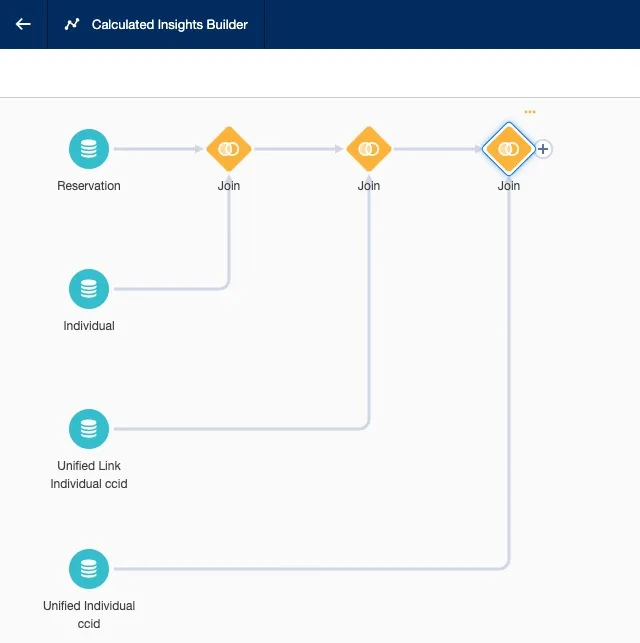 Calculated Insights Builder
Reservation
Join
Join
Join
Individual
Unified Link
Individual ccid
Unified Individual
ccid